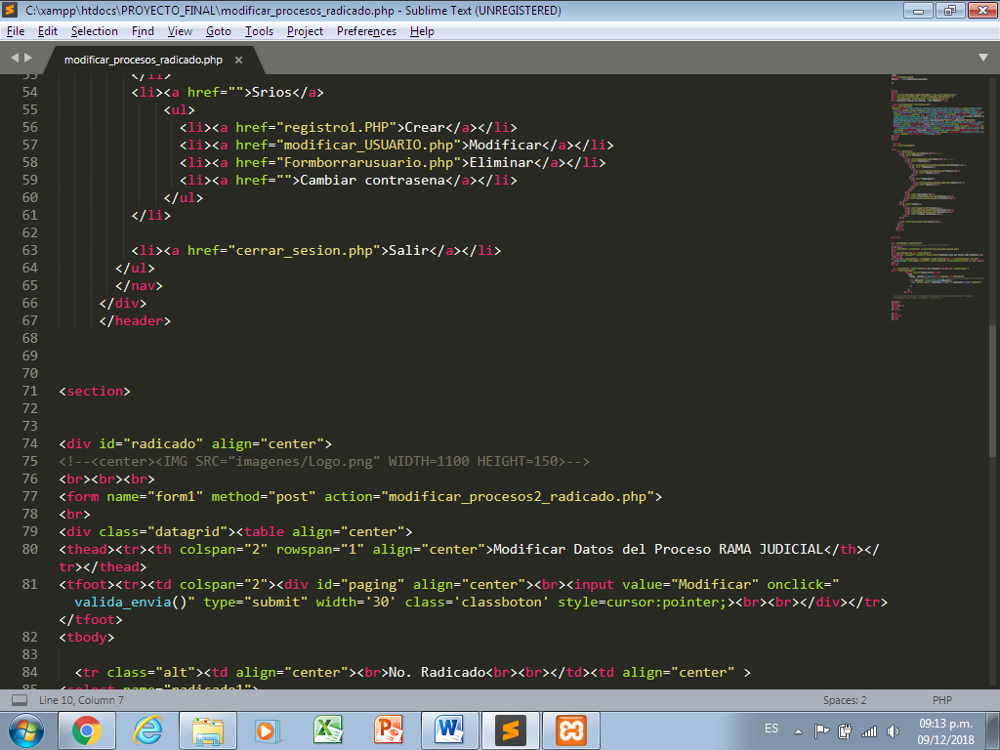 C:\xampp\htdocs\PROYECTO_FINAL\modificar_procesos_radicado.php - Sublime Text (UNREGISTERED)
File Edit Selection Find View Goto Tools Project Preferences Help
modificar_procesos_radicado.php ×
53 </li>
54 <li><a href="">Srios</a>
55 <ul>
56 <li><a href="registro1.PHP">Crear</a></li>
57 <li><a href="modificar_USUARIO.php">Modificar</a></li>
58 <li><a href="Formborrarusuario.php">Eliminar</a></li>
59 <li><a href="">Cambiar contrasena</a></li>
60 </ul>
61 </li>
62
63 <li><a href="cerrar_sesion.php">Salir</a></li>
64 </ul>
65 </nav>
66 </div>
67 </header>
68
69
70
71 <section>
72
73
74 <div id="radicado" align="center">
75 <!--<center><IMG SRC="imagenes/Logo.png" WIDTH=1100 HEIGHT=150>-->
76 <br><br><br>
77 <form name="form1" method="post" action="modificar_procesos2_radicado.php">
78 <br>
79 <div class="datagrid"><table align="center">
80 <thead><tr><th colspan="2" rowspan="1" align="center">Modificar Datos del Proceso RAMA JUDICIAL</th></
tr></thead>
81 <tfoot><tr><td colspan="2"><div id="paging" align="center"><br><input value="Modificar" onclick="
valida_envia()" type="submit" width='30' class='classboton' style=cursor:pointer;><br><br></div></tr>
</tfoot>
82 <tbody>
83
84 <tr class="alt"><td align="center"><br>No. Radicado<br><br></td><td align="center" >
85 <select name="radicado1">
Line 10, Column 7 Spaces: 2 PHP
ES 09:13 p.m.
09/12/2018